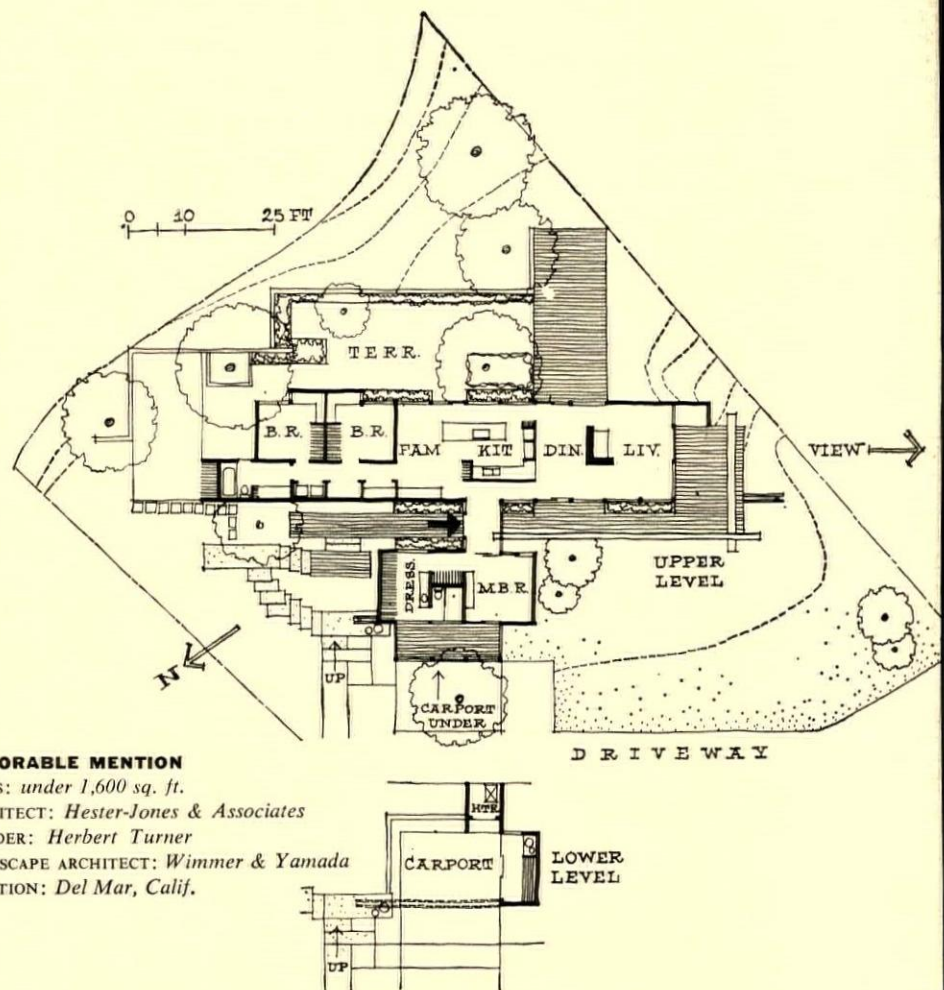 0 10 25 FT
TERR.
B.R. B.R. FAM KIT DIN. LIV.
VIEW
DRESS. M.B.R.
UPPER
LEVEL
N
UP
CARPORT
UNDER
DRIVEWAY
ORABLE MENTION
S: under 1,600 sq. ft.
ITECT: Hester-Jones & Associates
DER: Herbert Turner
SCAPE ARCHITECT: Wimmer & Yamada
TION: Del Mar, Calif.
HTR
CARPORT
LOWER
LEVEL
UP